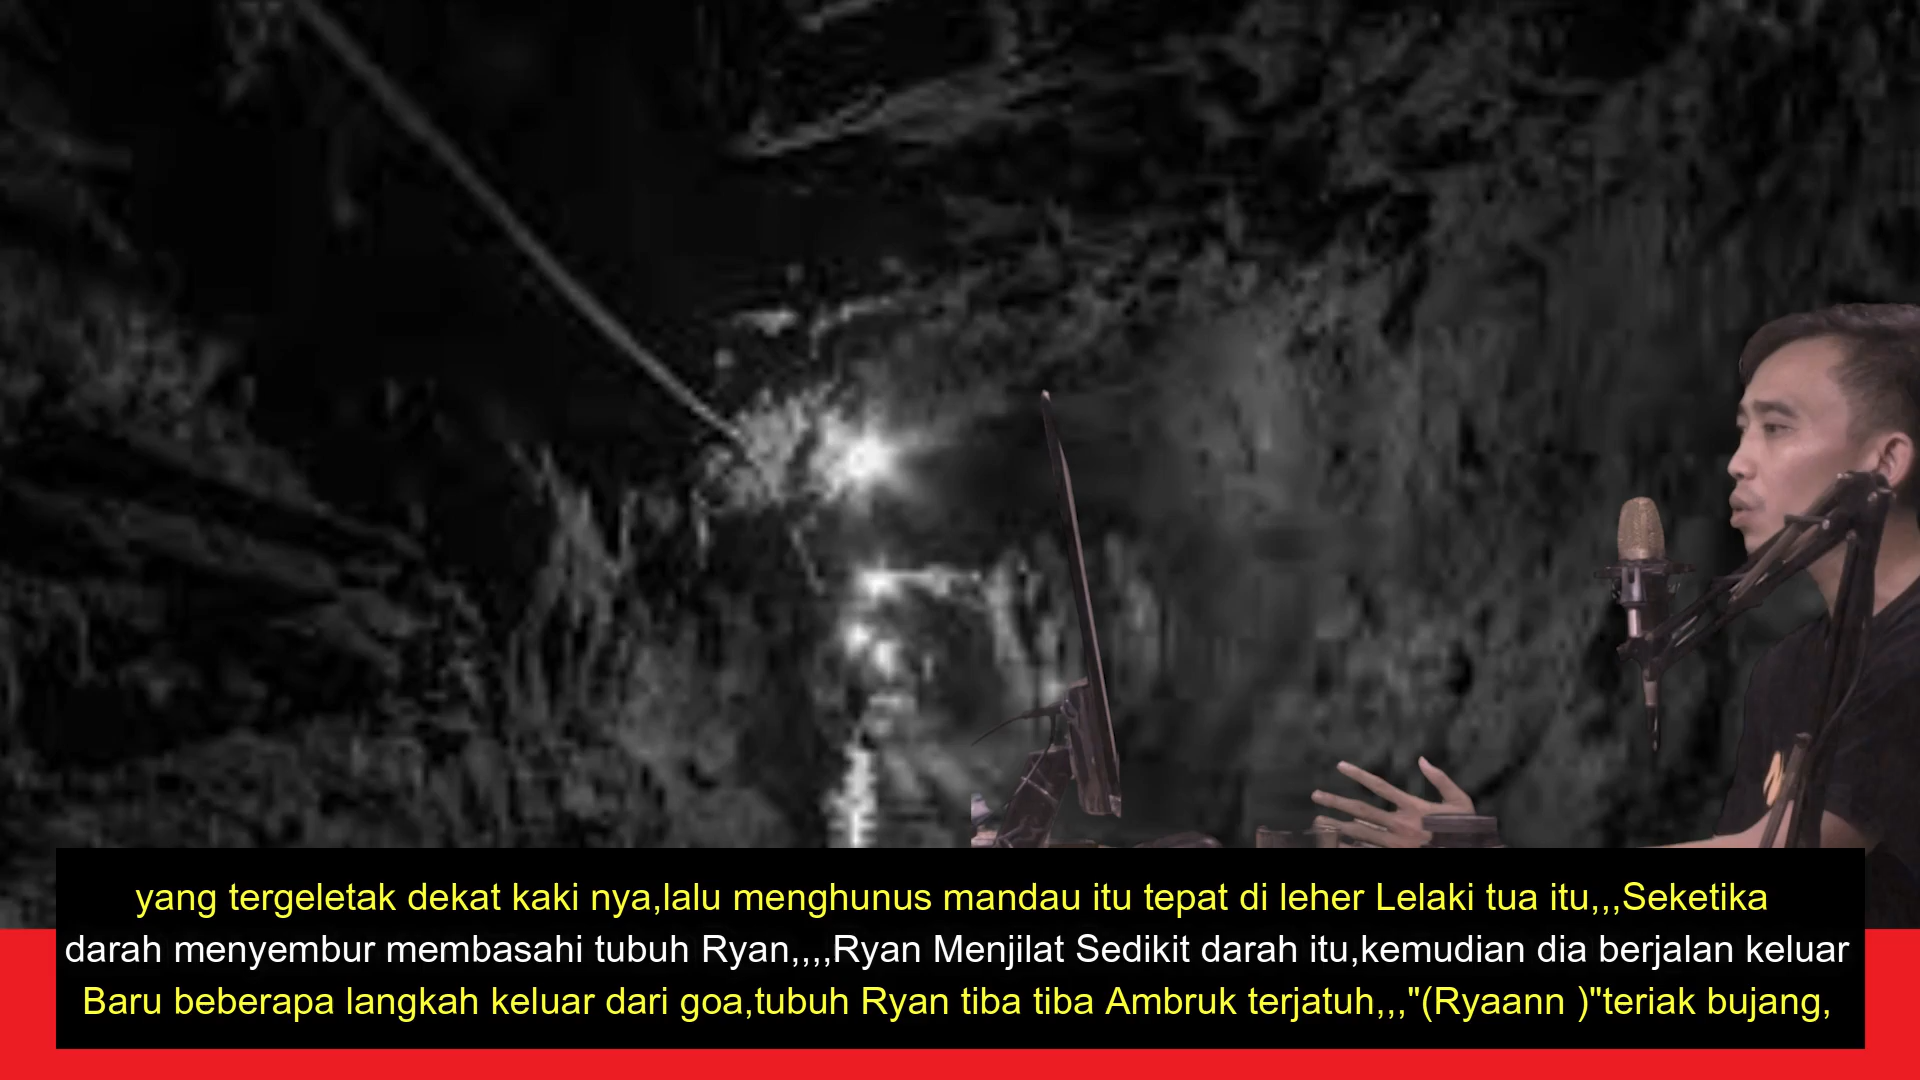 yang tergeletak dekat kaki nya,lalu menghunus mandau itu tepat di leher Lelaki tua itu,,,Seketika
darah menyembur membasahi tubuh Ryan,,,,Ryan Menjilat Sedikit darah itu,kemudian dia berjalan keluar
Baru beberapa langkah keluar dari goa,tubuh Ryan tiba tiba Ambruk terjatuh,,,"(Ryaann )"teriak bujang,